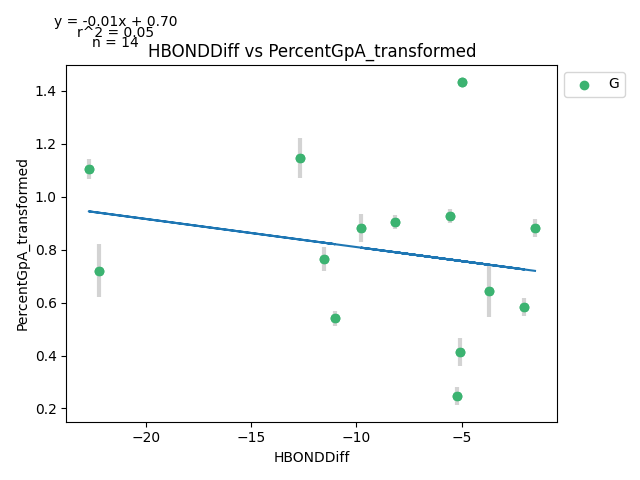 y = -0.01x + 0.70
r^2 = 0.05
n = 14
HBONDDiff vs PercentGpA_transformed
G
1.4
1.2
1.0
0.8
0.6
0.4
0.2
PercentGpA_transformed
−20
−15
−10
−5
HBONDDiff